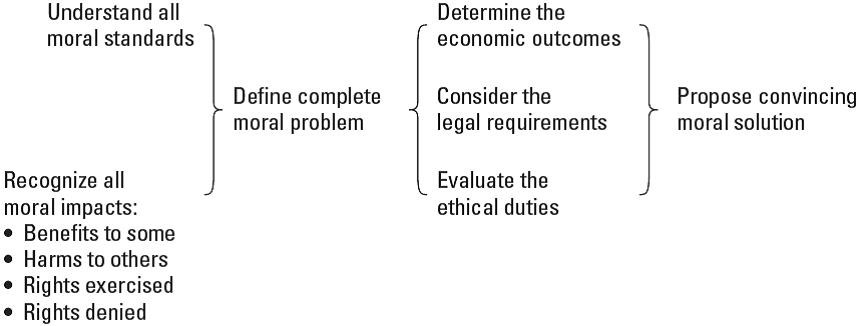 Understand all
moral standards
Recognize all
moral impacts:
• Benefits to some
• Harms to others
• Rights exercised
• Rights denied
Define complete
moral problem
Determine the
economic outcomes
Consider the
legal requirements
Evaluate the
ethical duties
Propose convincing
moral solution